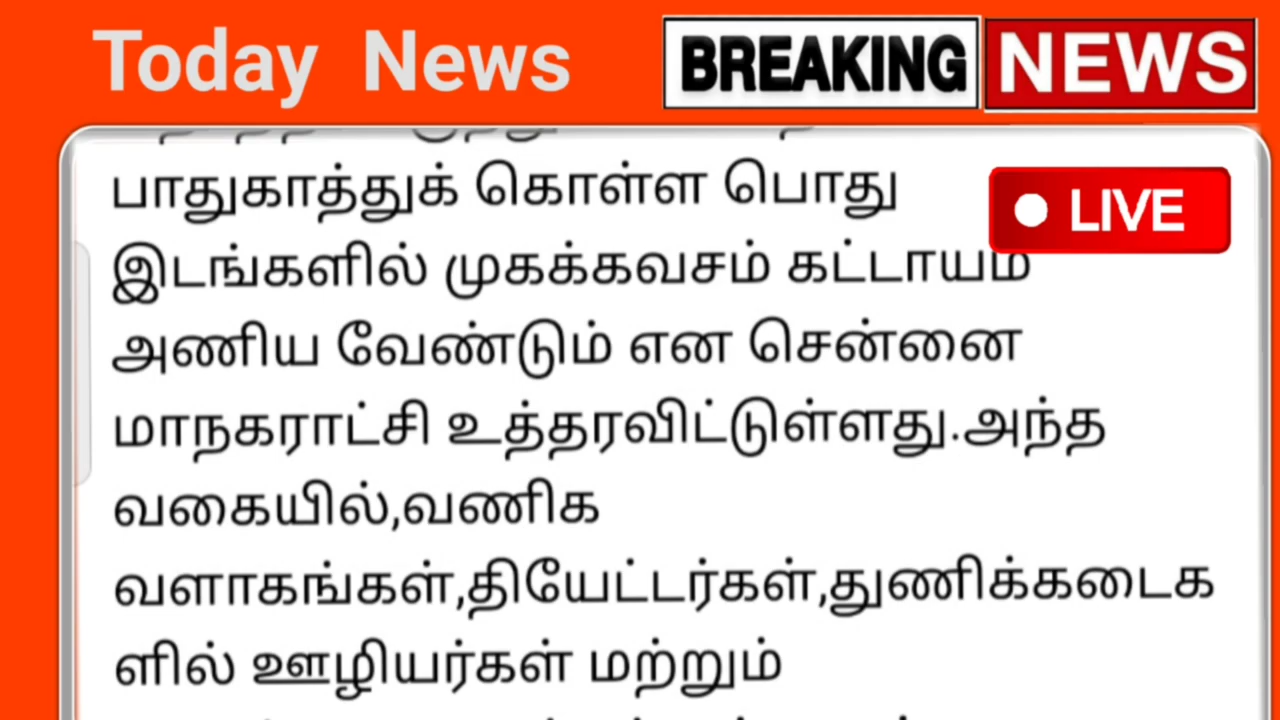 Today News
BREAKING NEWS
LIVE
பாதுகாத்துக் கொள்ள பொது
இடங்களில் முகக்கவசம் கட்டாயம்
அணிய வேண்டும் என சென்னை
மாநகராட்சி உத்தரவிட்டுள்ளது.அந்த
வகையில்,வணிக
வளாகங்கள்,தியேட்டர்கள்,துணிக்கடைக
ளில் ஊழியர்கள் மற்றும்